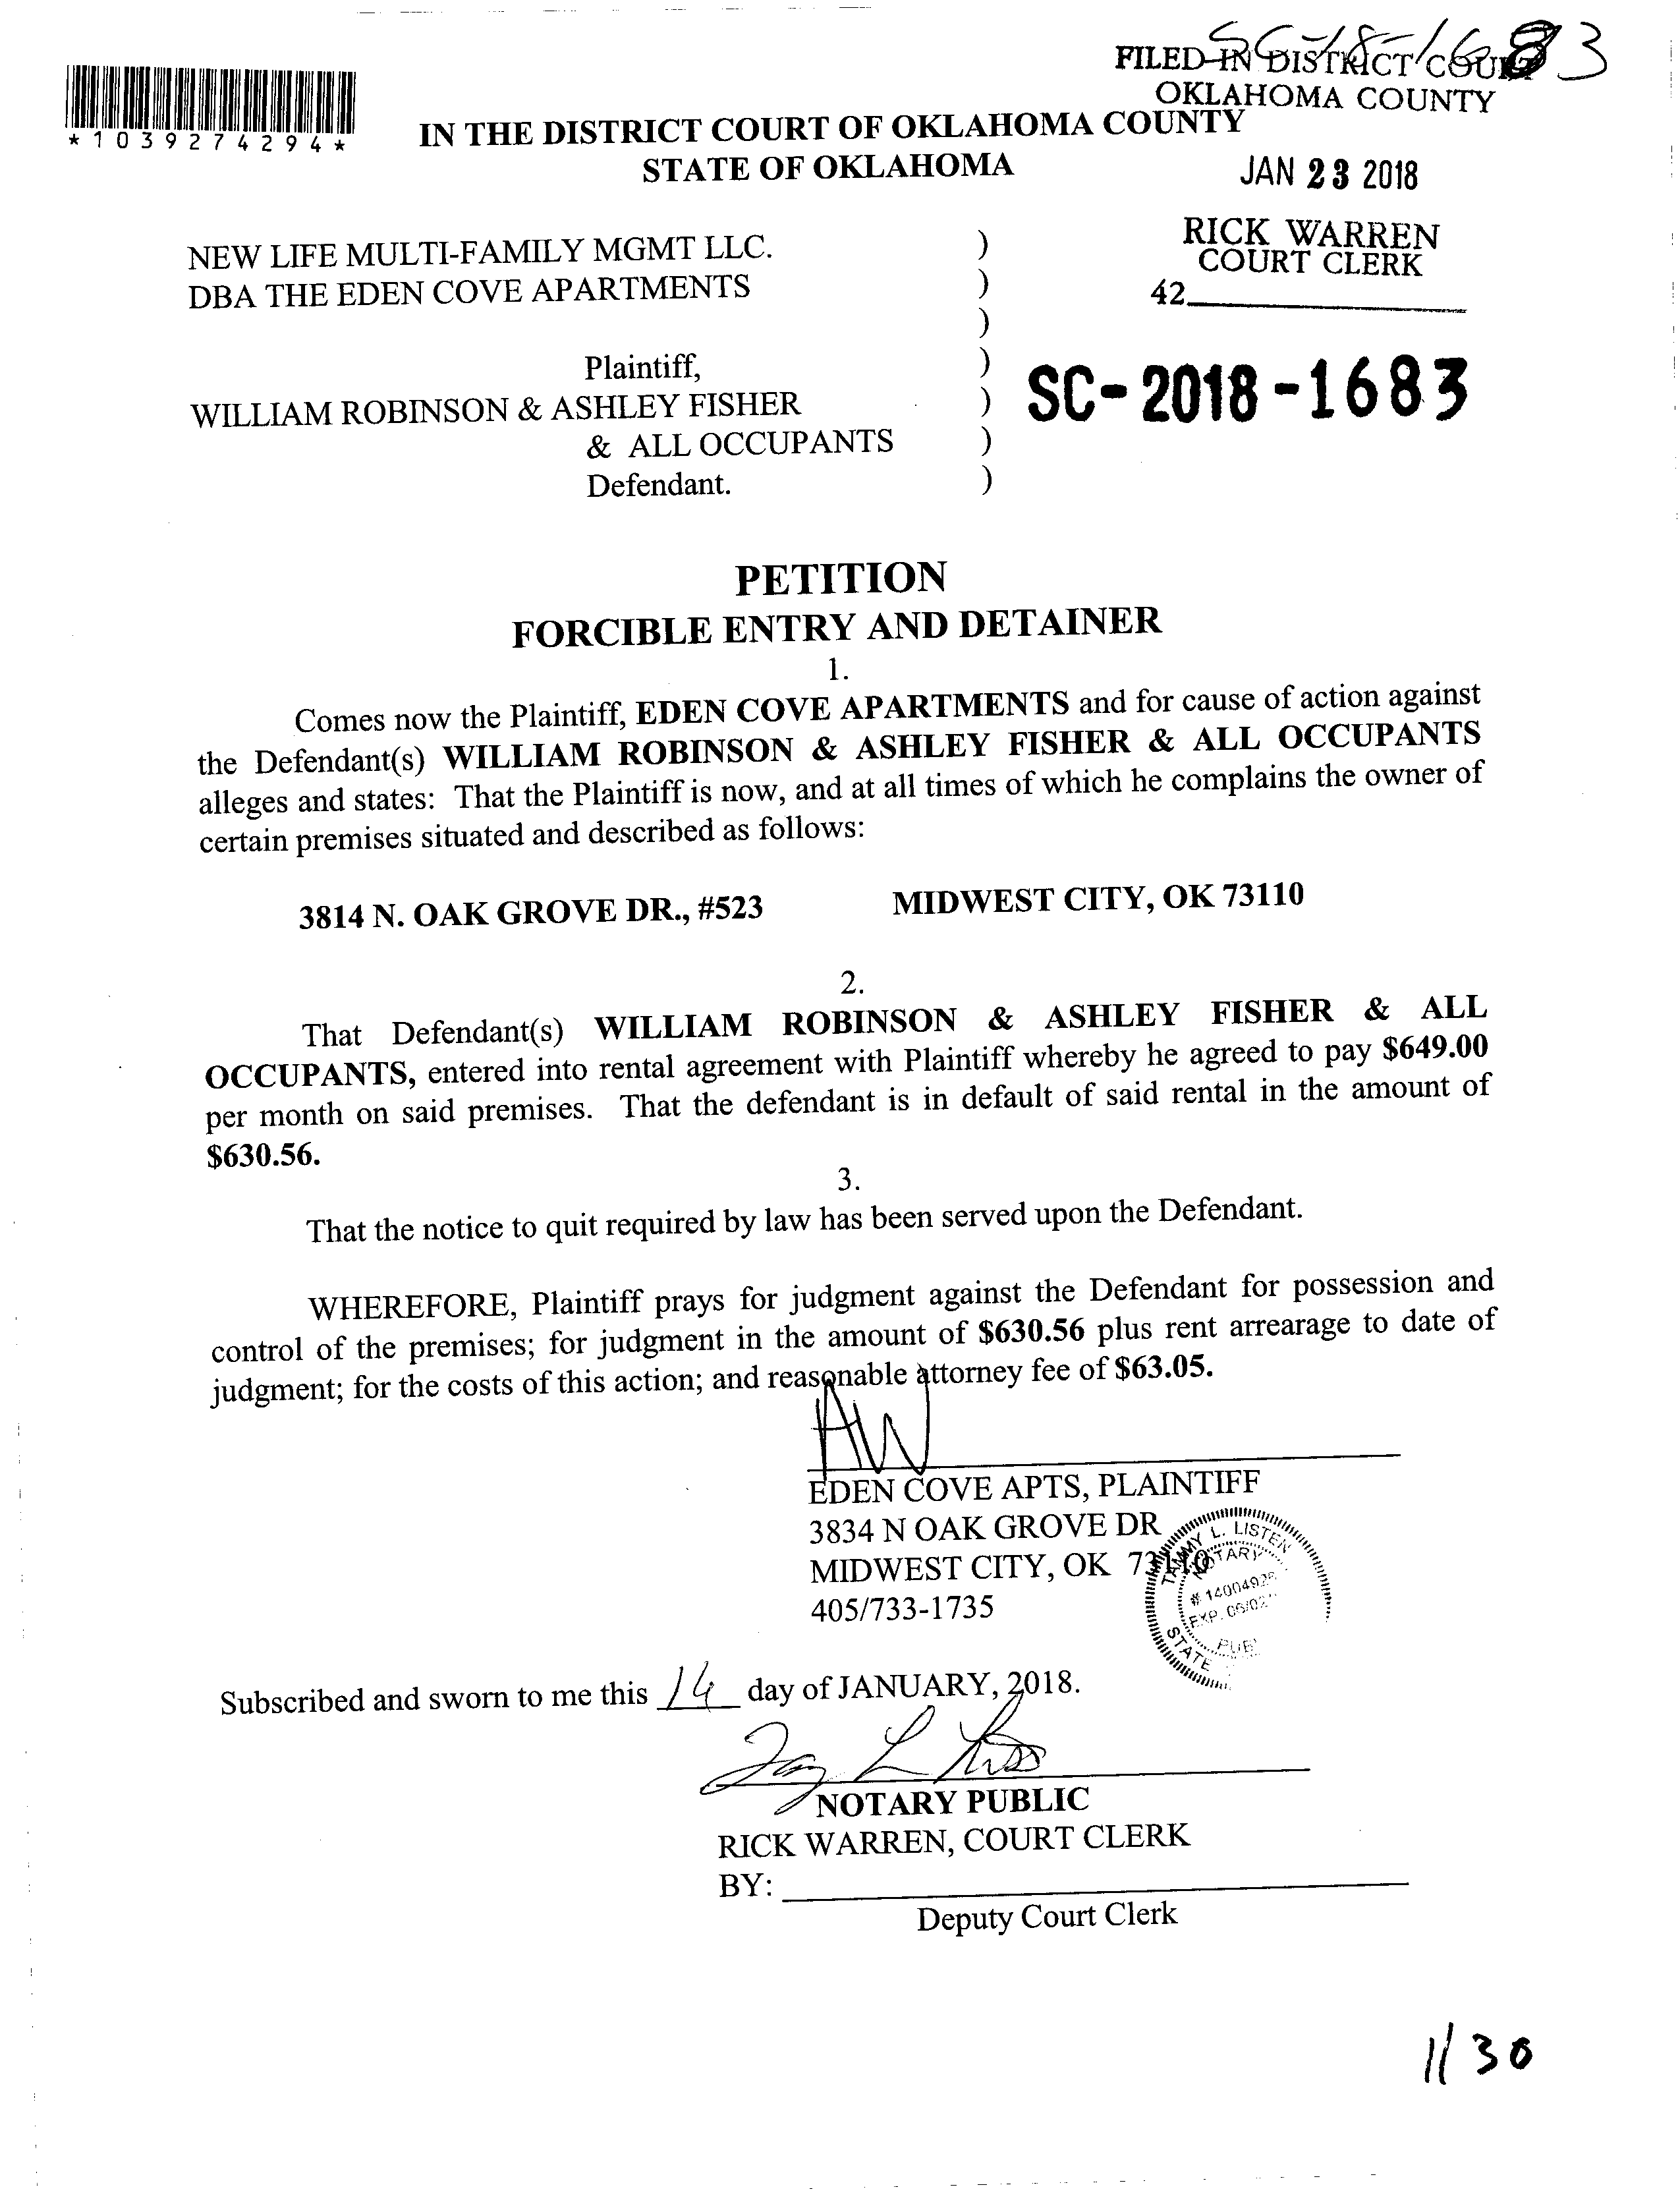 SC-18-1683
FILED IN DISTRICT COURT
OKLAHOMA COUNTY
*1039274294*
IN THE DISTRICT COURT OF OKLAHOMA COUNTY
STATE OF OKLAHOMA
JAN 23 2018
RICK WARREN
COURT CLERK
42
NEW LIFE MULTI-FAMILY MGMT LLC. )
DBA THE EDEN COVE APARTMENTS )
)
Plaintiff, )
WILLIAM ROBINSON & ASHLEY FISHER )
& ALL OCCUPANTS )
Defendant. )
SC-2018-1683
PETITION
FORCIBLE ENTRY AND DETAINER
1.
Comes now the Plaintiff, EDEN COVE APARTMENTS and for cause of action against
the Defendant(s) WILLIAM ROBINSON & ASHLEY FISHER & ALL OCCUPANTS
alleges and states: That the Plaintiff is now, and at all times of which he complains the owner of
certain premises situated and described as follows:
3814 N. OAK GROVE DR., #523 MIDWEST CITY, OK 73110
2.
That Defendant(s) WILLIAM ROBINSON & ASHLEY FISHER & ALL
OCCUPANTS, entered into rental agreement with Plaintiff whereby he agreed to pay $649.00
per month on said premises. That the defendant is in default of said rental in the amount of
$630.56.
3.
That the notice to quit required by law has been served upon the Defendant.
WHEREFORE, Plaintiff prays for judgment against the Defendant for possession and
control of the premises; for judgment in the amount of $630.56 plus rent arrearage to date of
judgment; for the costs of this action; and reasonable attorney fee of $63.05.
AW
EDEN COVE APTS, PLAINTIFF
3834 N OAK GROVE DR
MIDWEST CITY, OK 73110
405/733-1735
TAMMY L. LISTEN
NOTARY
STATE
Subscribed and sworn to me this day of JANUARY, 2018.
NOTARY PUBLIC
RICK WARREN, COURT CLERK
BY:
Deputy Court Clerk
1/30